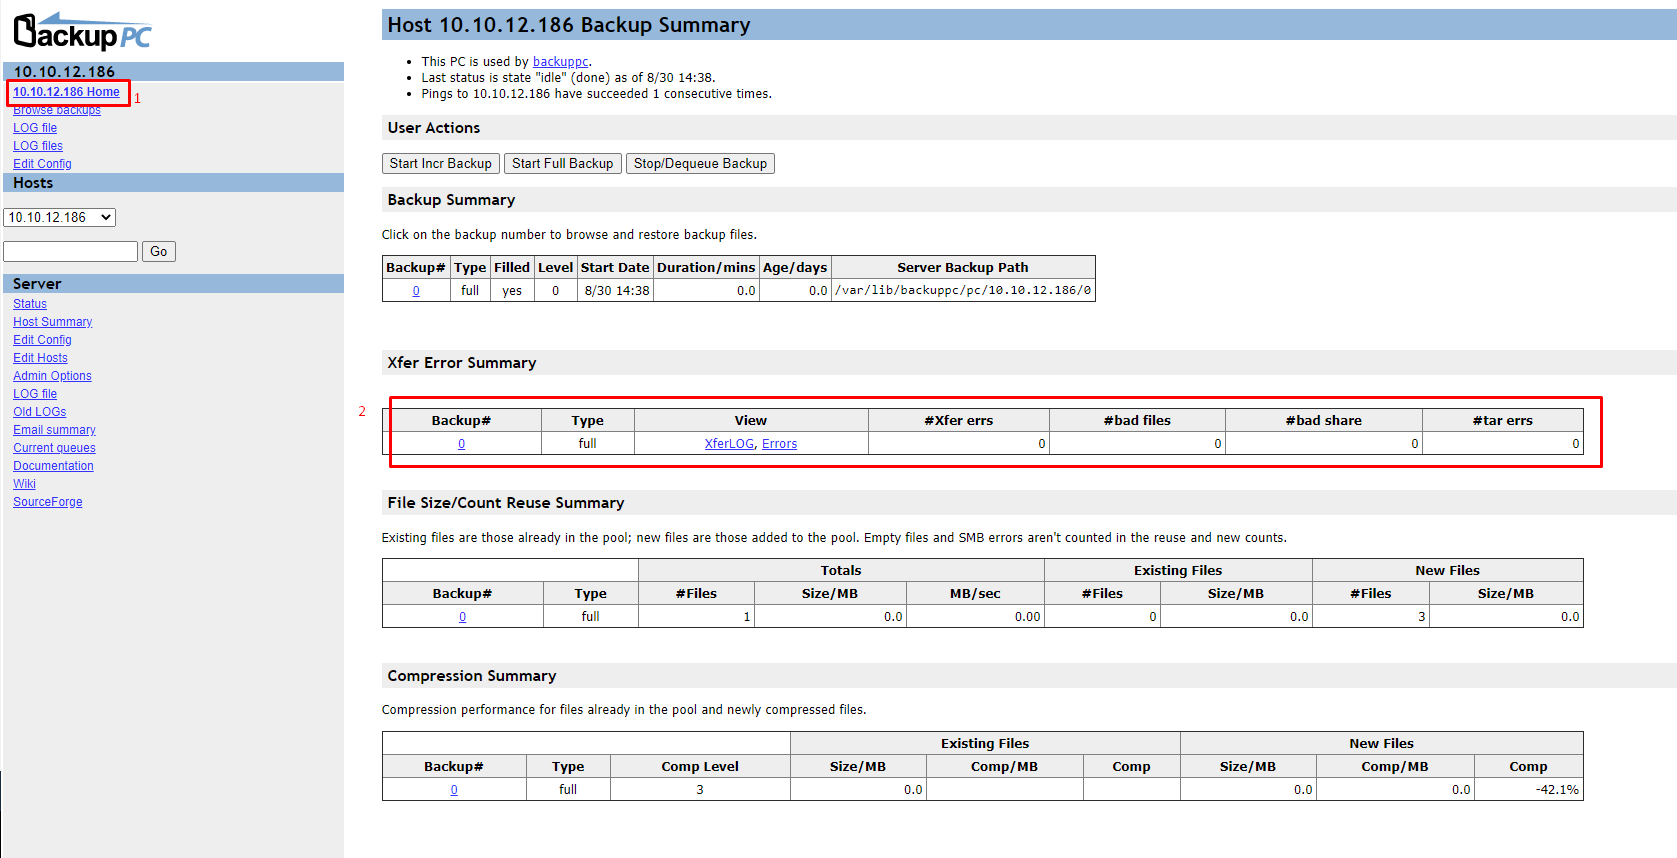 BackupPC
10.10.12.186
10.10.12.186 Home
1
Browse backups
LOG file
LOG files
Edit Config
Hosts
10.10.12.186
Go
Server
Status
Host Summary
Edit Config
Edit Hosts
Admin Options
LOG file
Old LOGs
Email summary
Current queues
Documentation
Wiki
SourceForge
Host 10.10.12.186 Backup Summary
• This PC is used by backuppc.
• Last status is state "idle" (done) as of 8/30 14:38.
• Pings to 10.10.12.186 have succeeded 1 consecutive times.
User Actions
Start Incr Backup Start Full Backup Stop/Dequeue Backup
Backup Summary
Click on the backup number to browse and restore backup files.
Backup# Type Filled Level Start Date Duration/mins Age/days Server Backup Path
0 full yes 0 8/30 14:38 0.0 0.0 /var/lib/backuppc/pc/10.10.12.186/0
Xfer Error Summary
2
Backup# Type View #Xfer errs #bad files #bad share #tar errs
0 full XferLOG, Errors 0 0 0 0
File Size/Count Reuse Summary
Existing files are those already in the pool; new files are those added to the pool. Empty files and SMB errors aren't counted in the reuse and new counts.
Totals Existing Files New Files
Backup# Type #Files Size/MB MB/sec #Files Size/MB #Files Size/MB
0 full 1 0.0 0.00 0 0.0 3 0.0
Compression Summary
Compression performance for files already in the pool and newly compressed files.
Existing Files New Files
Backup# Type Comp Level Size/MB Comp/MB Comp Size/MB Comp/MB Comp
0 full 3 0.0 0.0 0.0 -42.1%